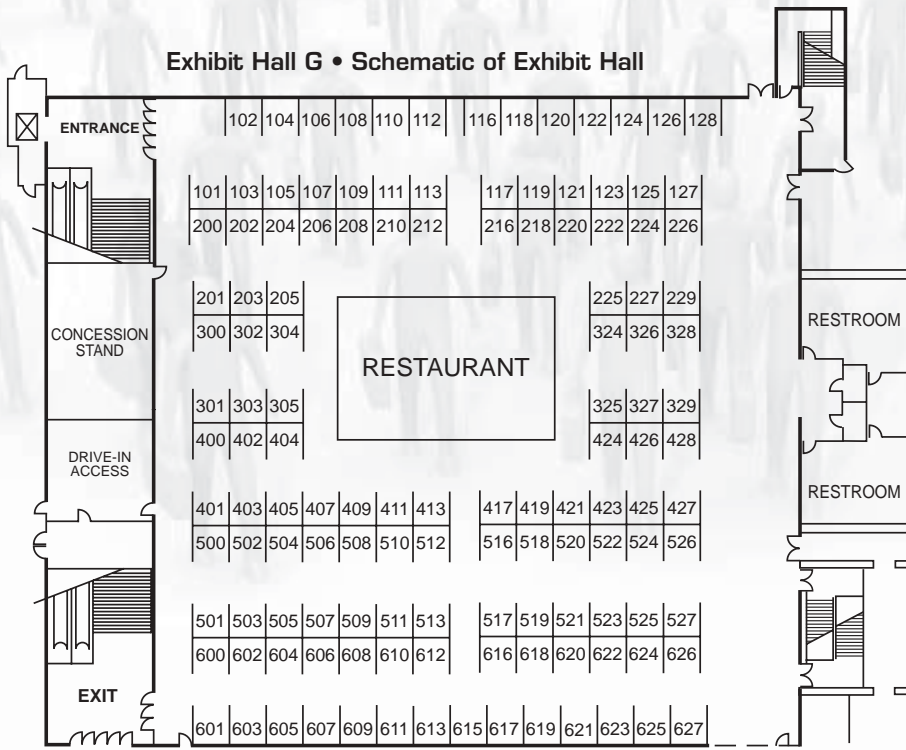 Exhibit Hall G • Schematic of Exhibit Hall
ENTRANCE
102 104 106 108 110 112 116 118 120 122 124 126 128
101 103 105 107 109 111 113 117 119 121 123 125 127
200 202 204 206 208 210 212 216 218 220 222 224 226
201 203 205 225 227 229
300 302 304 324 326 328
CONCESSION
STAND
RESTAURANT
RESTROOM
301 303 305 325 327 329
400 402 404 424 426 428
DRIVE-IN
ACCESS
RESTROOM
401 403 405 407 409 411 413 417 419 421 423 425 427
500 502 504 506 508 510 512 516 518 520 522 524 526
501 503 505 507 509 511 513 517 519 521 523 525 527
600 602 604 606 608 610 612 616 618 620 622 624 626
EXIT
601 603 605 607 609 611 613 615 617 619 621 623 625 627